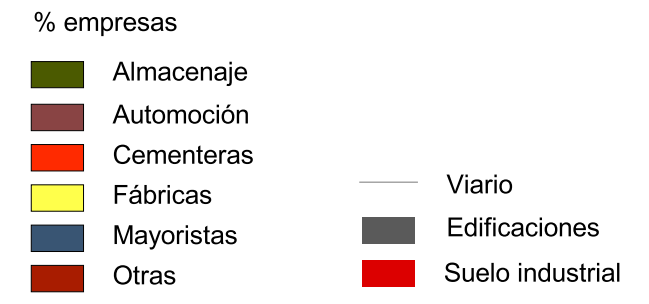 % empresas
Almacenaje
Automoción
Cementeras
Fábricas
Mayoristas
Otras
Viario
Edificaciones
Suelo industrial